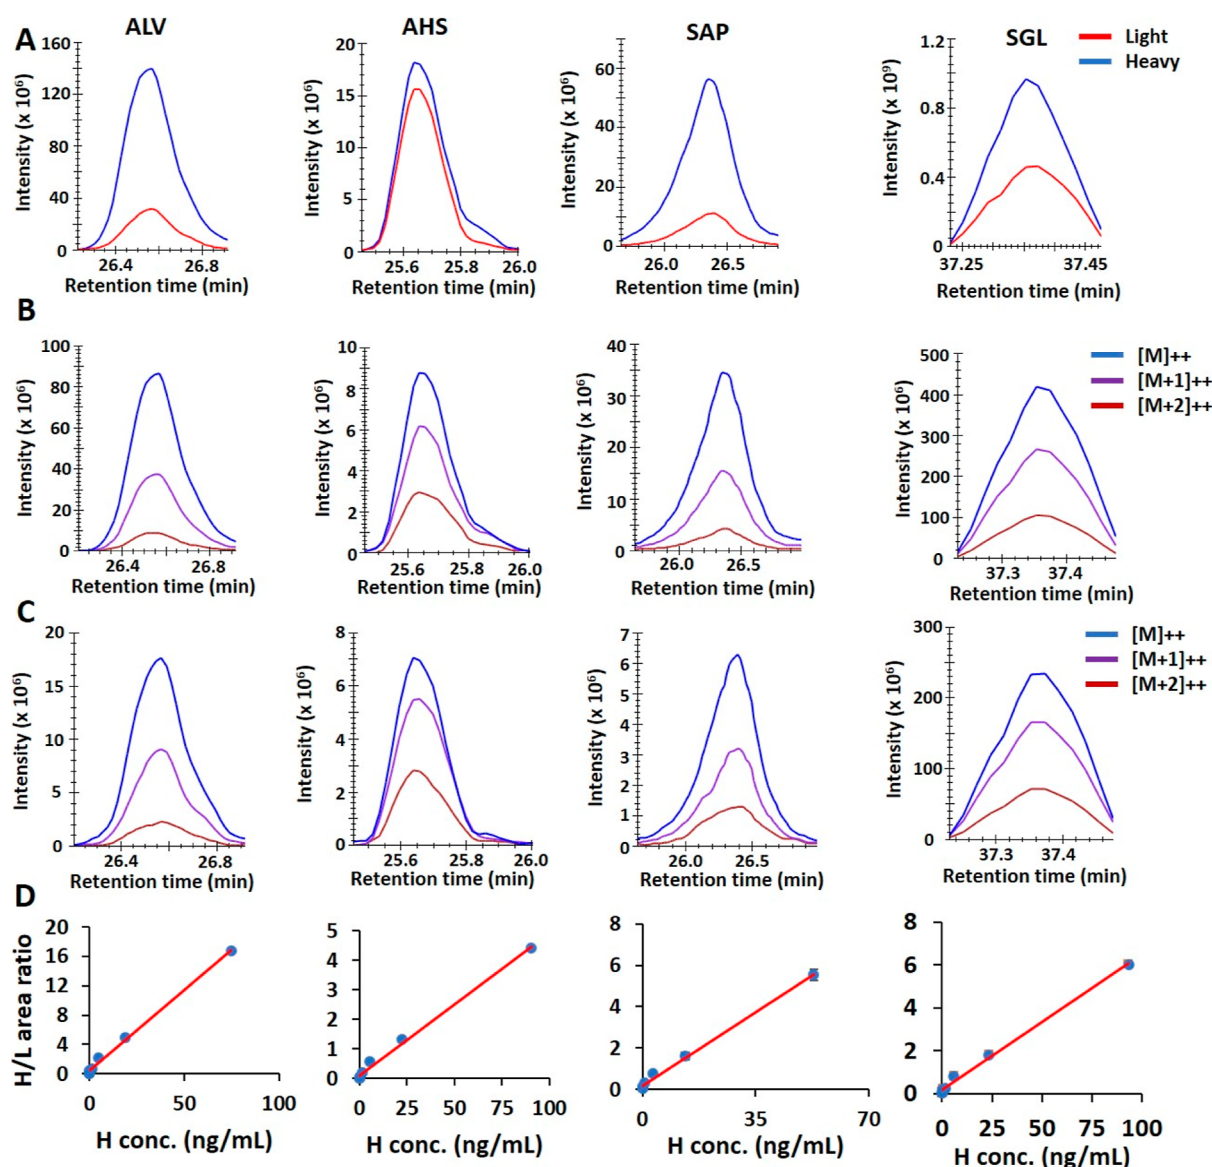 A
ALV
AHS
SAP
SGL
Light
Heavy
Intensity (x 10⁶)
160
120
80
40
0
26.4
26.8
Retention time (min)
Intensity (x 10⁶)
20
15
10
5
0
25.6
25.8
26.0
Retention time (min)
Intensity (x 10⁶)
60
40
20
0
26.0
26.5
Retention time (min)
Intensity (x 10⁹)
1.2
0.8
0.4
0
37.25
37.45
Retention time (min)
B
Intensity (x 10⁶)
100
80
60
40
20
0
26.4
26.8
Retention time (min)
Intensity (x 10⁶)
10
8
6
4
2
0
25.6
25.8
26.0
Retention time (min)
Intensity (x 10⁶)
40
30
20
10
0
26.0
26.5
Retention time (min)
Intensity (x 10⁶)
500
400
300
200
100
0
37.3
37.4
Retention time (min)
[M]++
[M+1]++
[M+2]++
C
Intensity (x 10⁶)
20
15
10
5
0
26.4
26.8
Retention time (min)
Intensity (x 10⁶)
8
6
4
2
0
25.6
25.8
26.0
Retention time (min)
Intensity (x 10⁶)
7
6
5
4
3
2
1
0
26.0
26.5
Retention time (min)
Intensity (x 10⁶)
300
200
100
0
37.3
37.4
Retention time (min)
[M]++
[M+1]++
[M+2]++
D
H/L area ratio
20
16
12
8
4
0
0
50
100
H conc. (ng/mL)
5
4
3
2
1
0
0
25
50
75
100
H conc. (ng/mL)
8
6
4
2
0
0
35
70
H conc. (ng/mL)
8
6
4
2
0
0
25
50
75
100
H conc. (ng/mL)